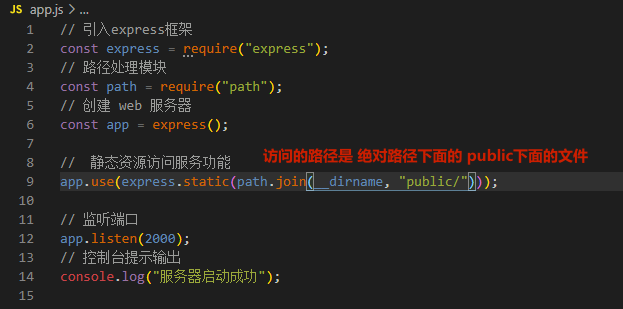 JS app.js > ...
1 // 引入express框架
2 const express = require("express");
3 // 路径处理模块
4 const path = require("path");
5 // 创建 web 服务器
6 const app = express();
7
8 //  静态资源访问服务功能 访问的路径是 绝对路径下面的 public下面的文件
9 app.use(express.static(path.join(__dirname, "public/")));
10
11 // 监听端口
12 app.listen(2000);
13 // 控制台提示输出
14 console.log("服务器启动成功");
15